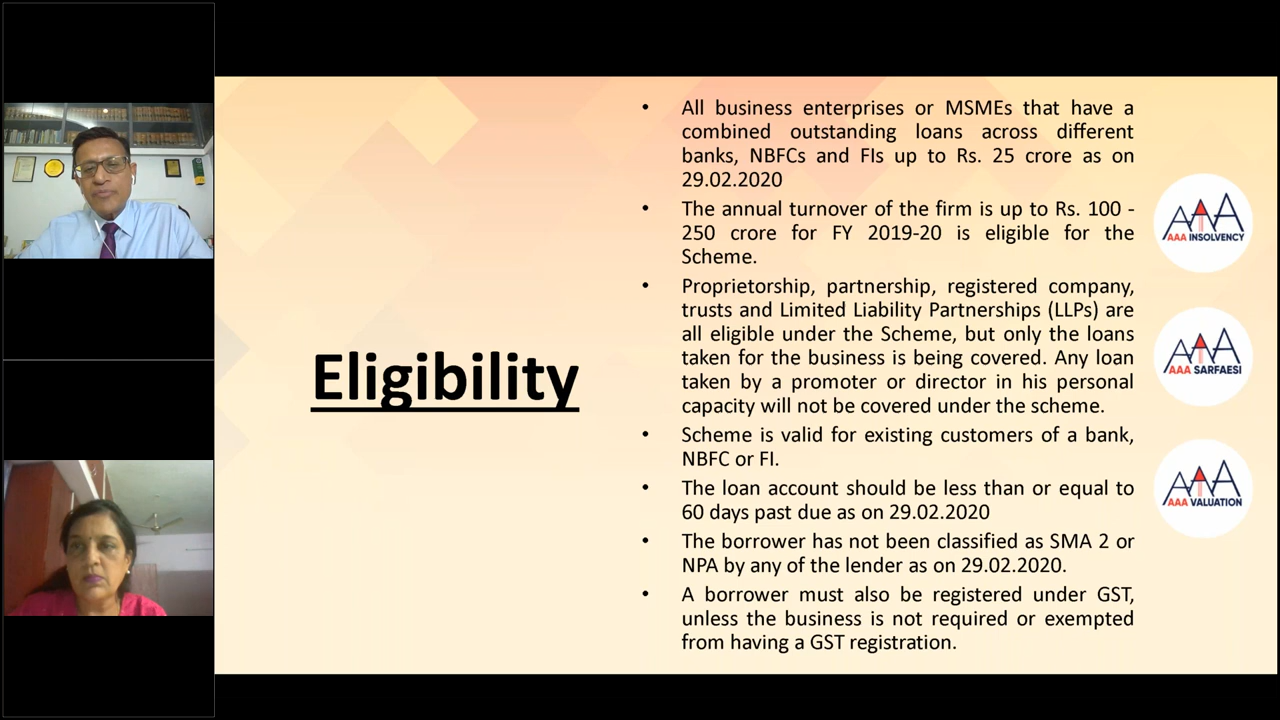 Eligibility
• All business enterprises or MSMEs that have a
combined outstanding loans across different
banks, NBFCs and FIs up to Rs. 25 crore as on
29.02.2020
• The annual turnover of the firm is up to Rs. 100 -
250 crore for FY 2019-20 is eligible for the
Scheme.
• Proprietorship, partnership, registered company,
trusts and Limited Liability Partnerships (LLPs) are
all eligible under the Scheme, but only the loans
taken for the business is being covered. Any loan
taken by a promoter or director in his personal
capacity will not be covered under the scheme.
• Scheme is valid for existing customers of a bank,
NBFC or FI.
• The loan account should be less than or equal to
60 days past due as on 29.02.2020
• The borrower has not been classified as SMA 2 or
NPA by any of the lender as on 29.02.2020.
• A borrower must also be registered under GST,
unless the business is not required or exempted
from having a GST registration.
AAA
AAA INSOLVENCY
AAA
AAA SARFAESI
AAA
AAA VALUATION